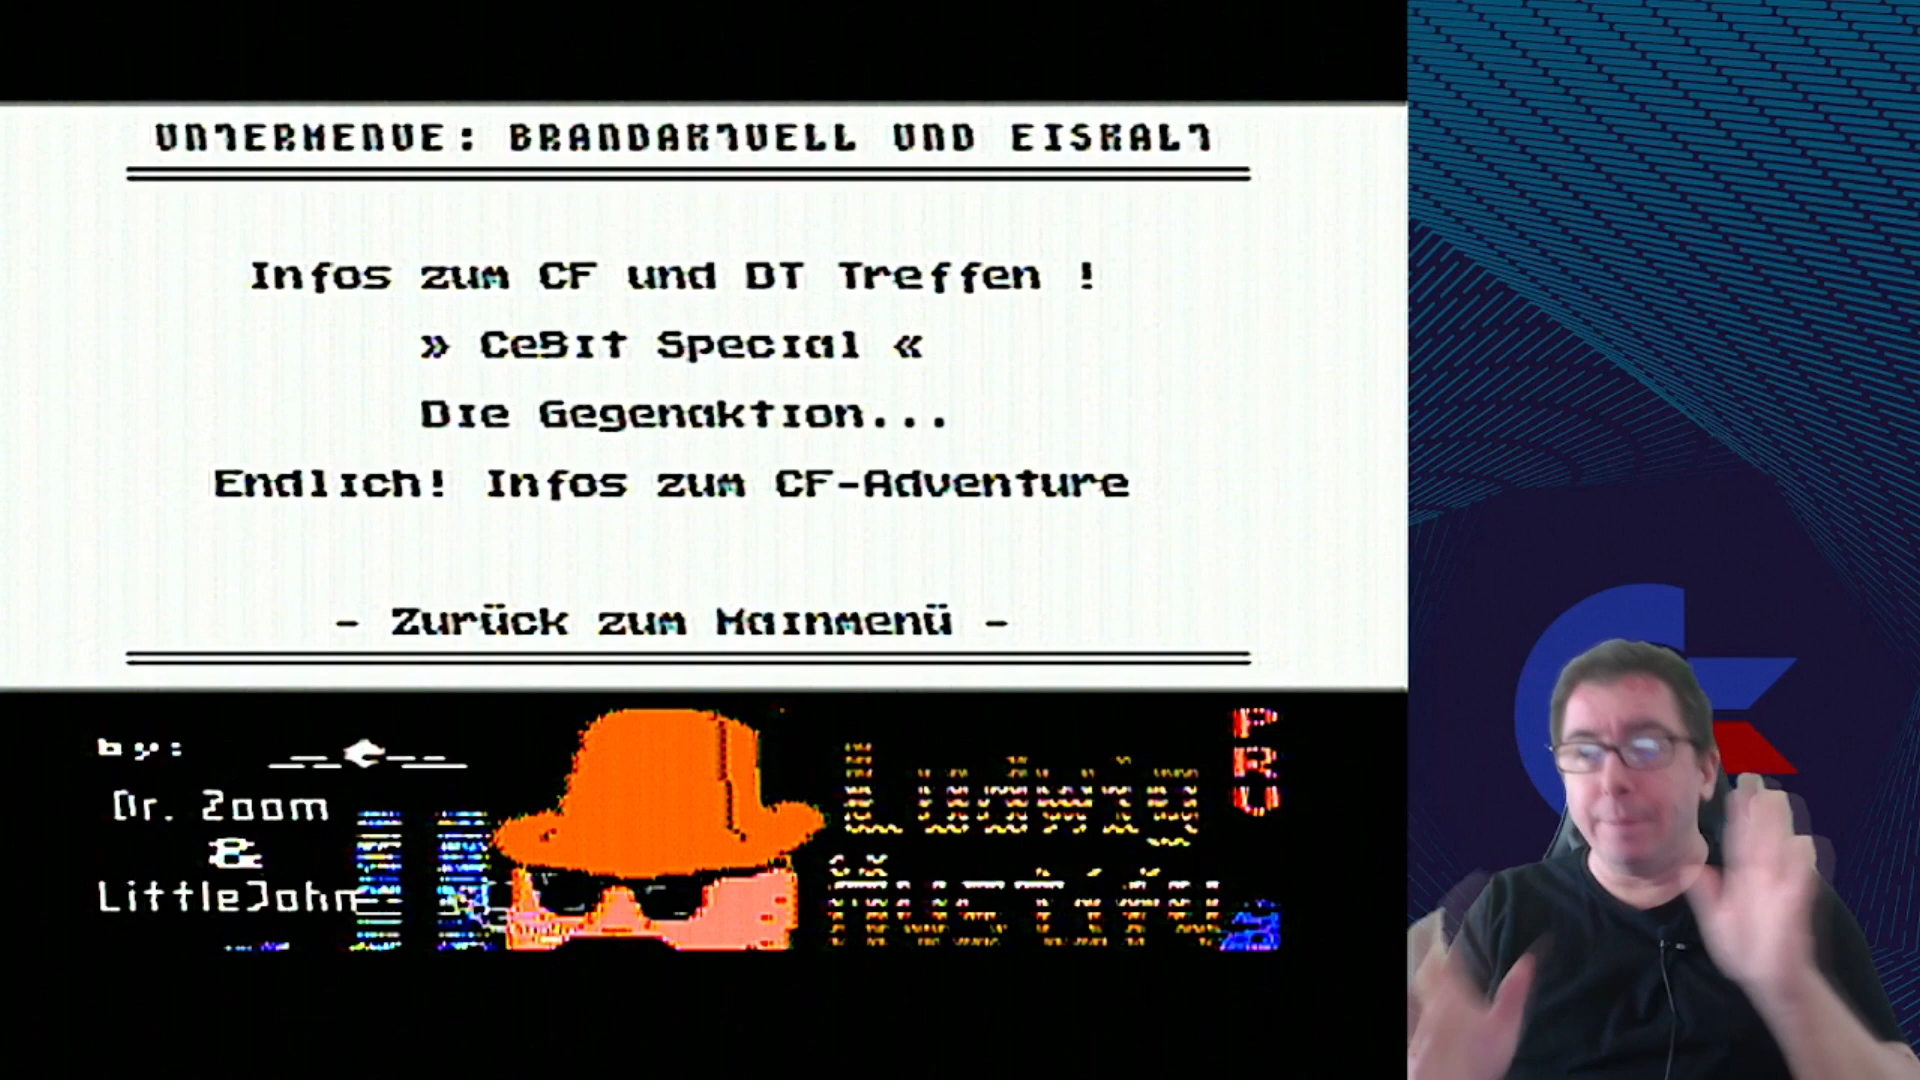 UNTERMENUE: BRANDAKTUELL UND EISKALT
Infos zum CF und DT Treffen !
» CeBit Special «
Die Gegenaktion...
Endlich! Infos zum CF-Adventure
- Zurück zum Mainmenü -
by:
Dr. Zoom
&
LittleJohn
Ludwig